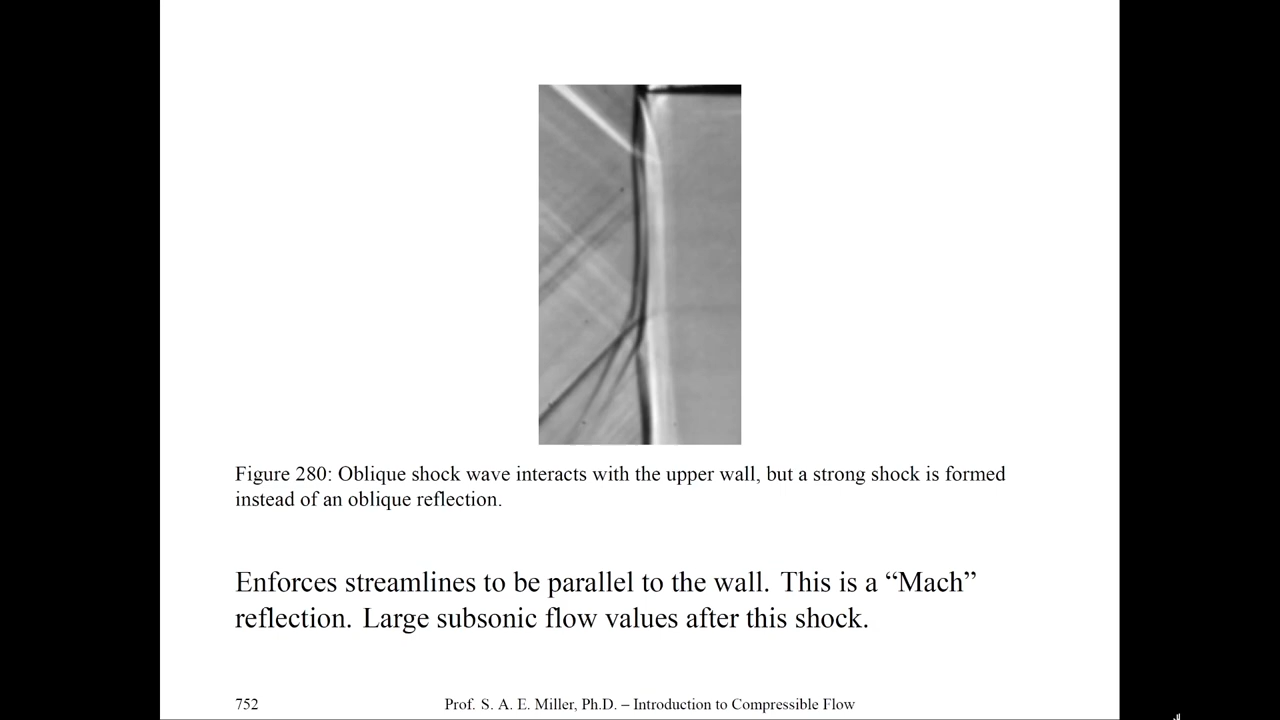 Figure 280: Oblique shock wave interacts with the upper wall, but a strong shock is formed
instead of an oblique reflection.
Enforces streamlines to be parallel to the wall. This is a “Mach”
reflection. Large subsonic flow values after this shock.
752 Prof. S. A. E. Miller, Ph.D. – Introduction to Compressible Flow